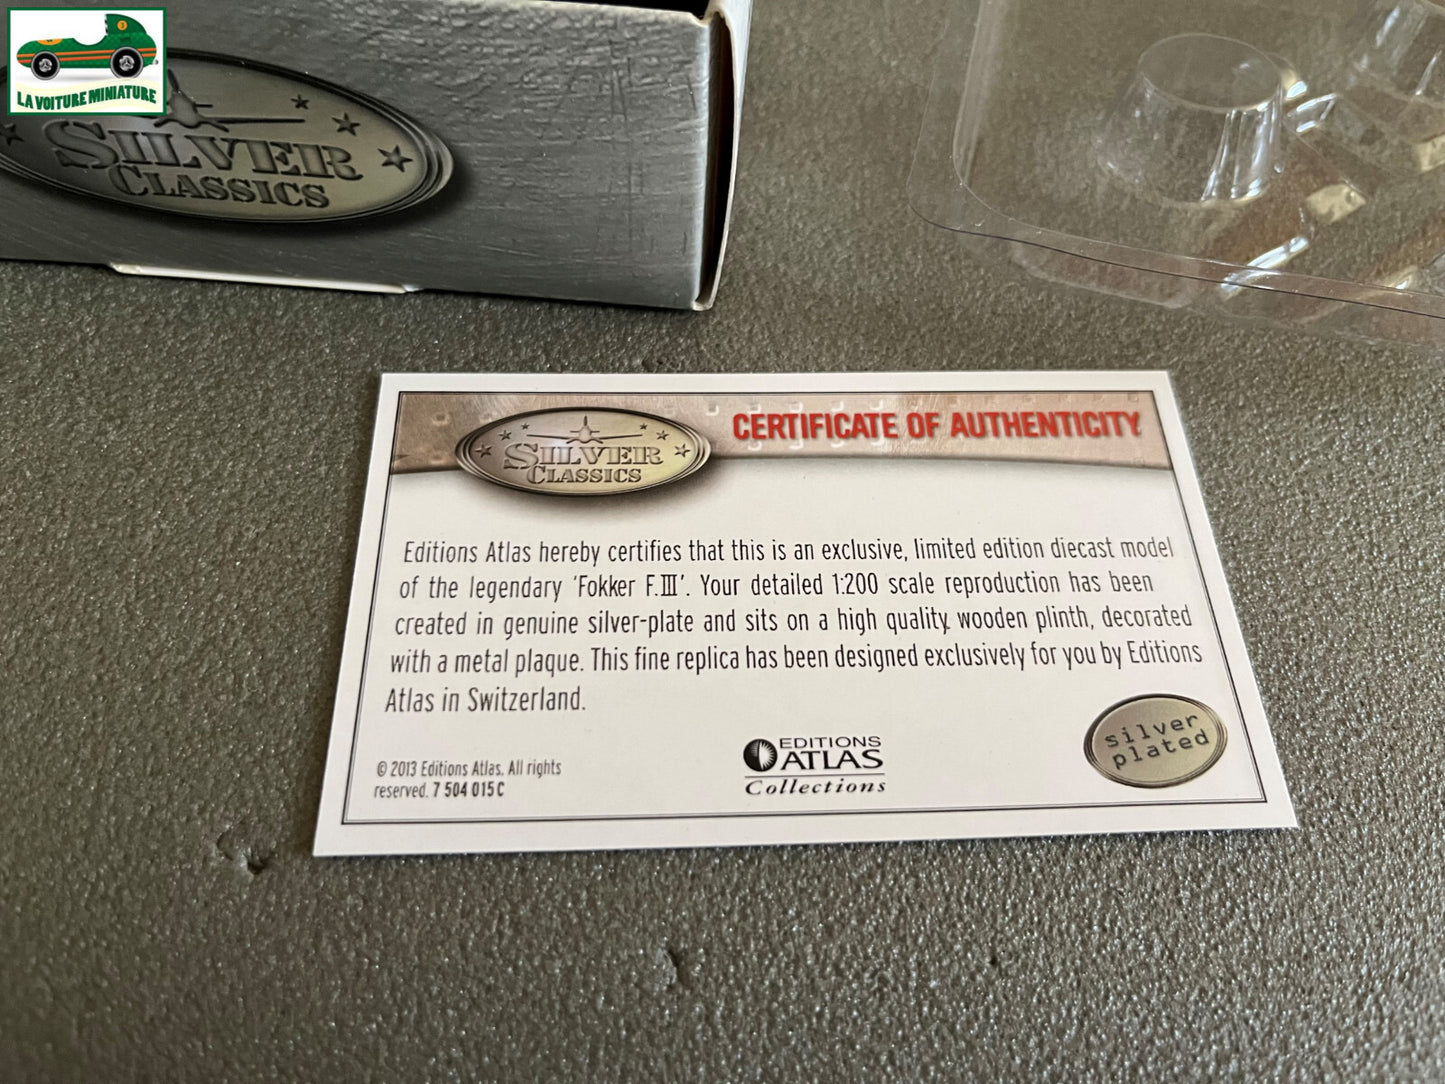 3
LA VOITURE MINIATURE
SILVER
CLASSICS
SILVER
CLASSICS
CERTIFICATE OF AUTHENTICITY
Editions Atlas hereby certifies that this is an exclusive, limited edition diecast model
of the legendary 'Fokker F.III'. Your detailed 1:200 scale reproduction has been
created in genuine silver-plate and sits on a high quality wooden plinth, decorated
with a metal plaque. This fine replica has been designed exclusively for you by Editions
Atlas in Switzerland.
© 2013 Editions Atlas. All rights
reserved. 7 504 015 C
EDITIONS
ATLAS
Collections
silver
plated